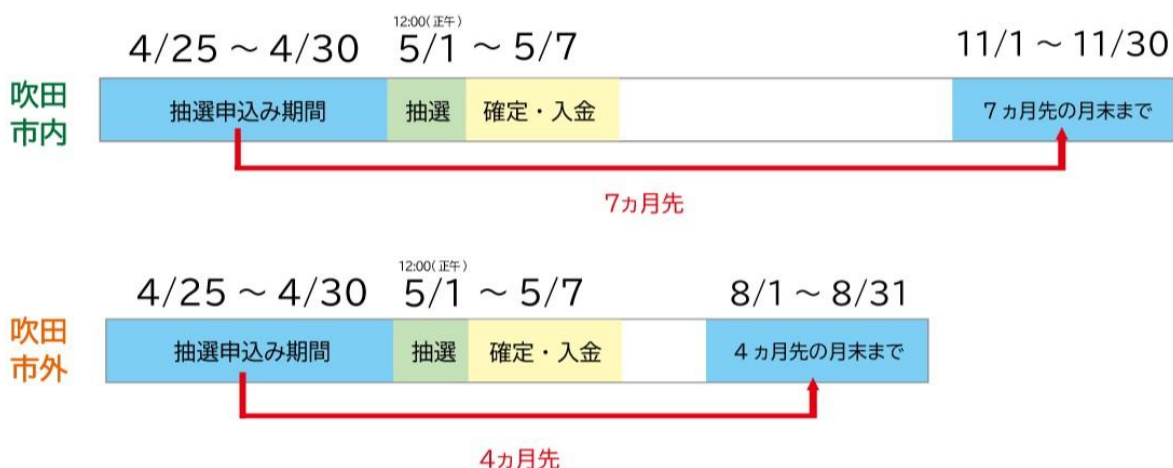 12:00(正午)
4/25 ~ 4/30 5/1 ~ 5/7 11/1 ~ 11/30
吹田
市内
抽選申込み期間 抽選 確定・入金 7ヵ月先の月末まで
7ヵ月先
12:00(正午)
4/25 ~ 4/30 5/1 ~ 5/7 8/1 ~ 8/31
吹田
市外
抽選申込み期間 抽選 確定・入金 4ヵ月先の月末まで
4ヵ月先